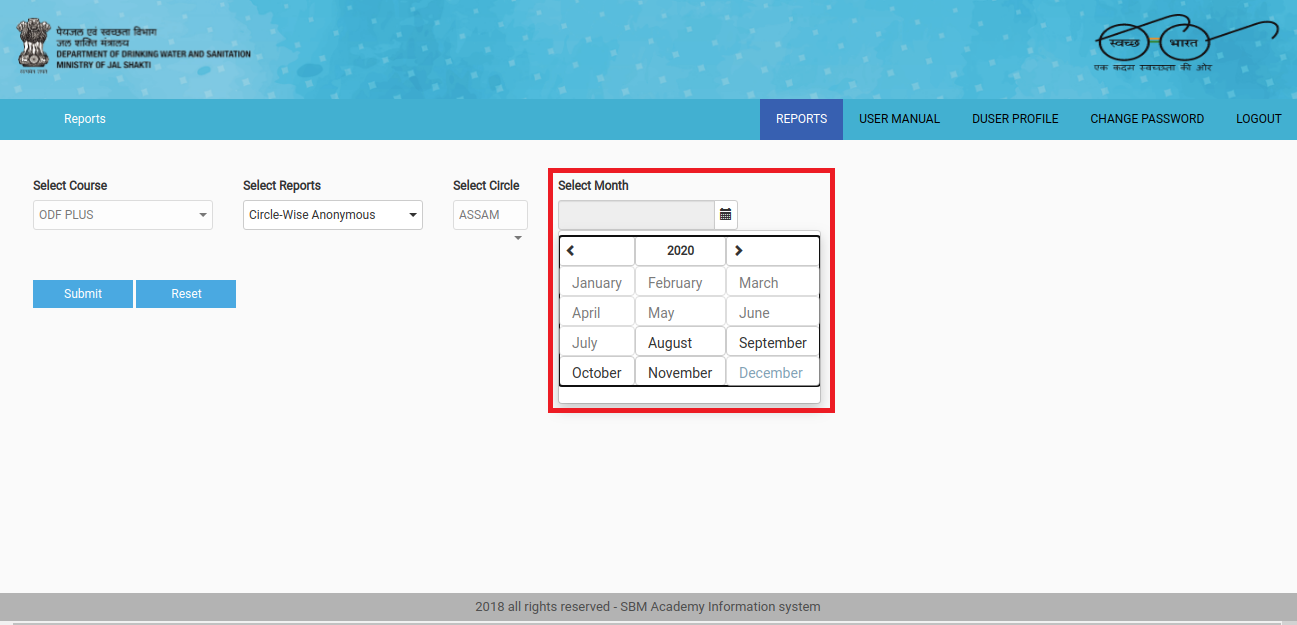 पेयजल एवं स्वच्छता विभाग
जल शक्ति मंत्रालय
DEPARTMENT OF DRINKING WATER AND SANITATION
MINISTRY OF JAL SHAKTI
स्वच्छ भारत
एक कदम स्वच्छता की ओर
Reports
REPORTS USER MANUAL DUSER PROFILE CHANGE PASSWORD LOGOUT
Select Course Select Reports Select Circle Select Month
ODF PLUS Circle-Wise Anonymous ASSAM
2020
January February March
April May June
July August September
October November December
Submit Reset
2018 all rights reserved - SBM Academy Information system